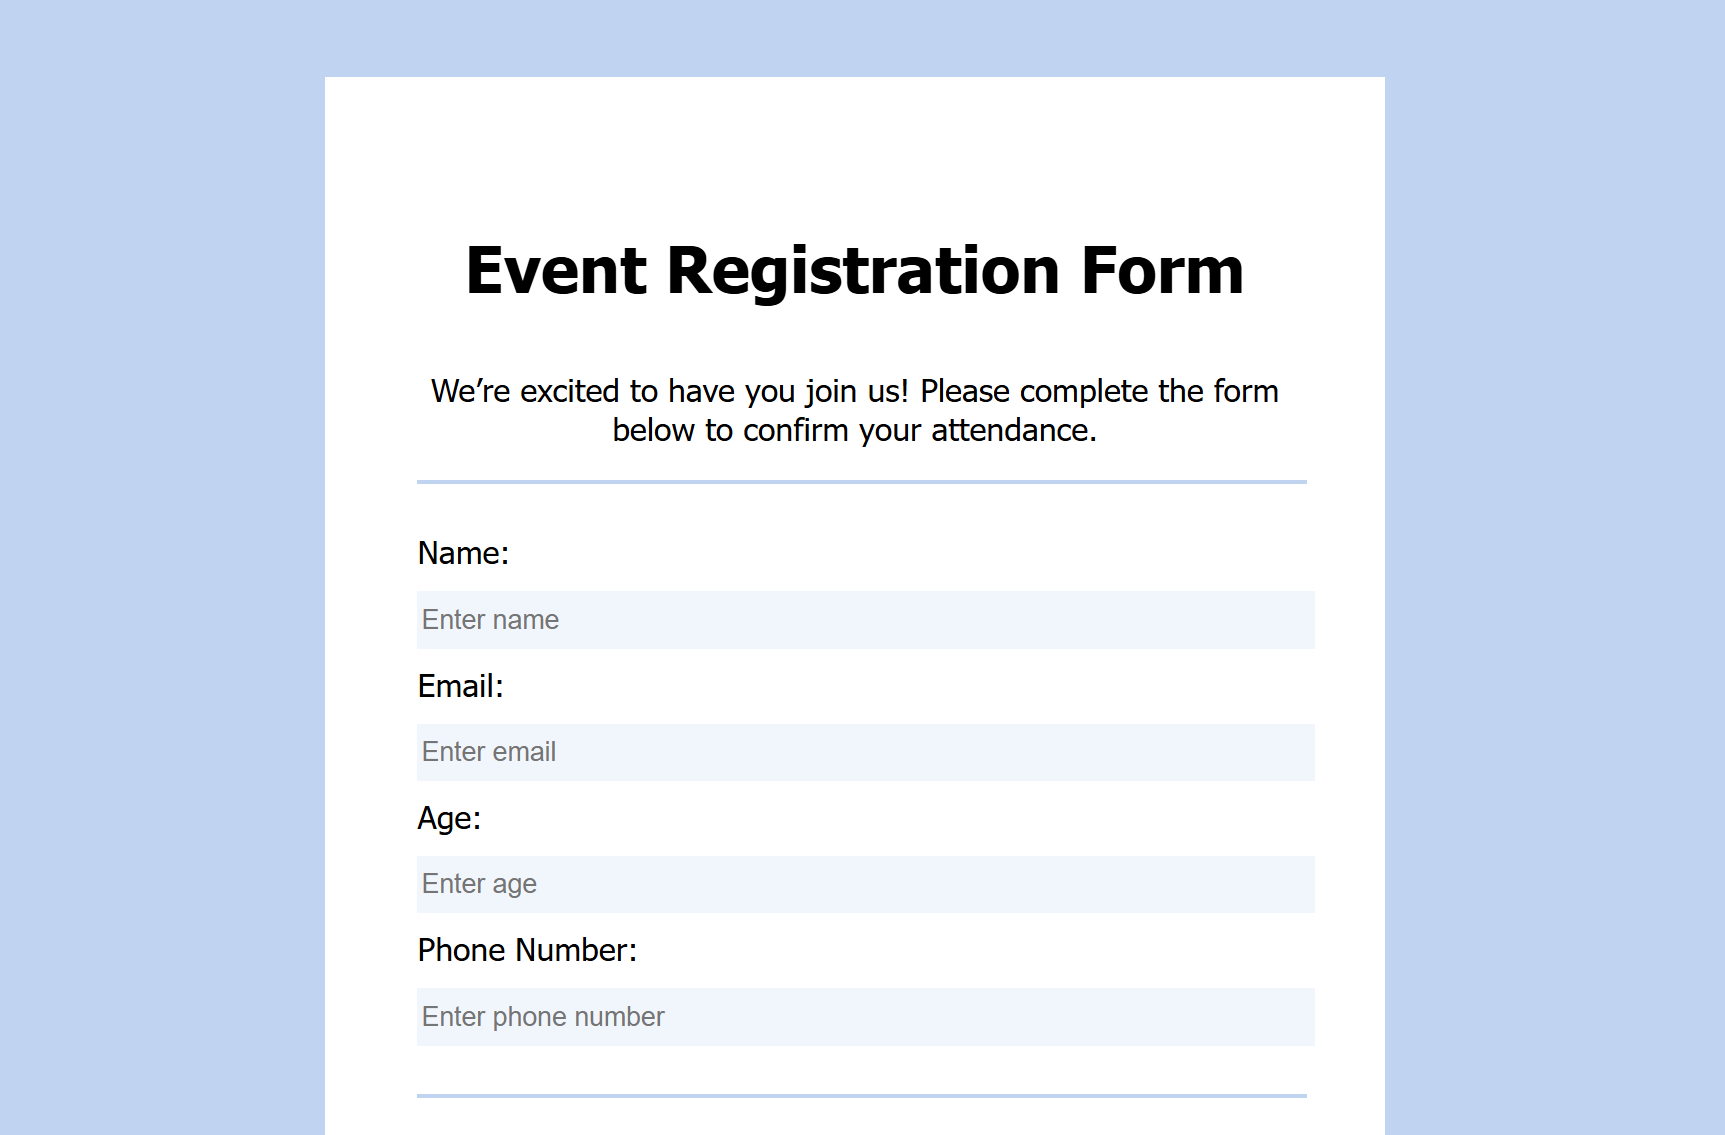 Event Registration Form
We’re excited to have you join us! Please complete the form
below to confirm your attendance.
Name:
Enter name
Email:
Enter email
Age:
Enter age
Phone Number:
Enter phone number